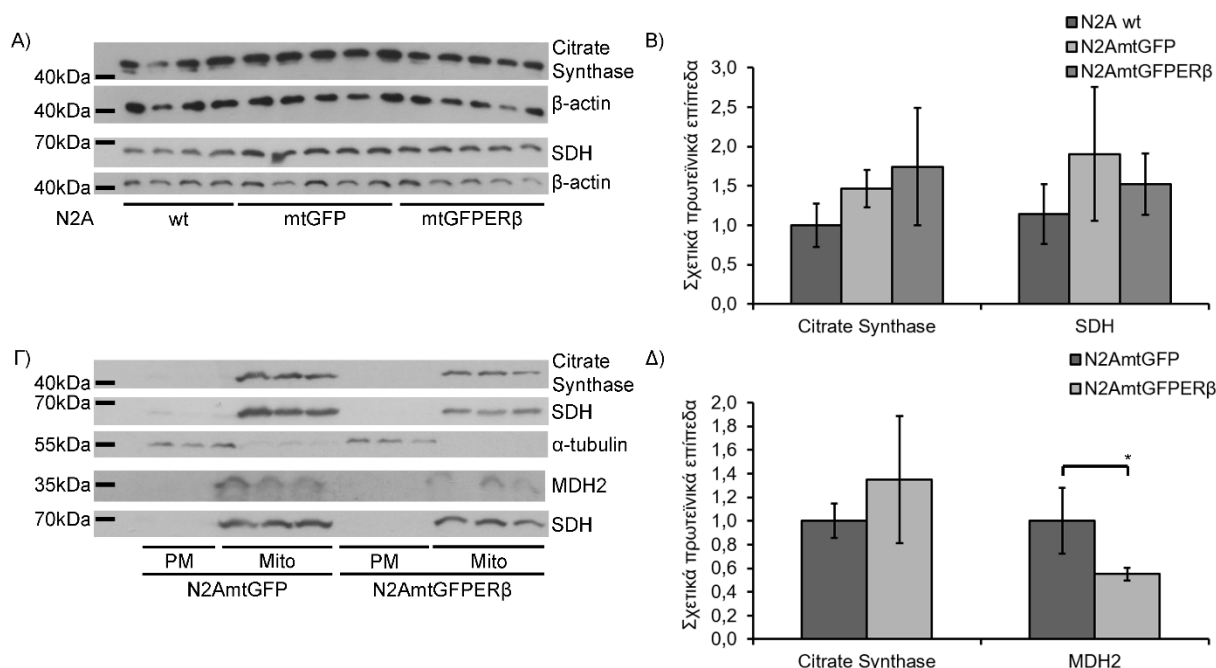 A)
Citrate
Synthase
40kDa
40kDa
β-actin
70kDa
SDH
40kDa
β-actin
N2A
wt
mtGFP
mtGFPERβ
B)
N2A wt
N2AmtGFP
N2AmtGFPERβ
Σχετικά πρωτεϊνικά επίπεδα
3,0
2,5
2,0
1,5
1,0
0,5
0,0
Citrate Synthase
SDH
Γ)
Citrate
Synthase
40kDa
70kDa
SDH
55kDa
α-tubulin
35kDa
MDH2
70kDa
SDH
PM
Mito
PM
Mito
N2AmtGFP
N2AmtGFPERβ
Δ)
N2AmtGFP
N2AmtGFPERβ
Σχετικά πρωτεϊνικά επίπεδα
2,0
1,8
1,6
1,4
1,2
1,0
0,8
0,6
0,4
0,2
0,0
*
Citrate Synthase
MDH2